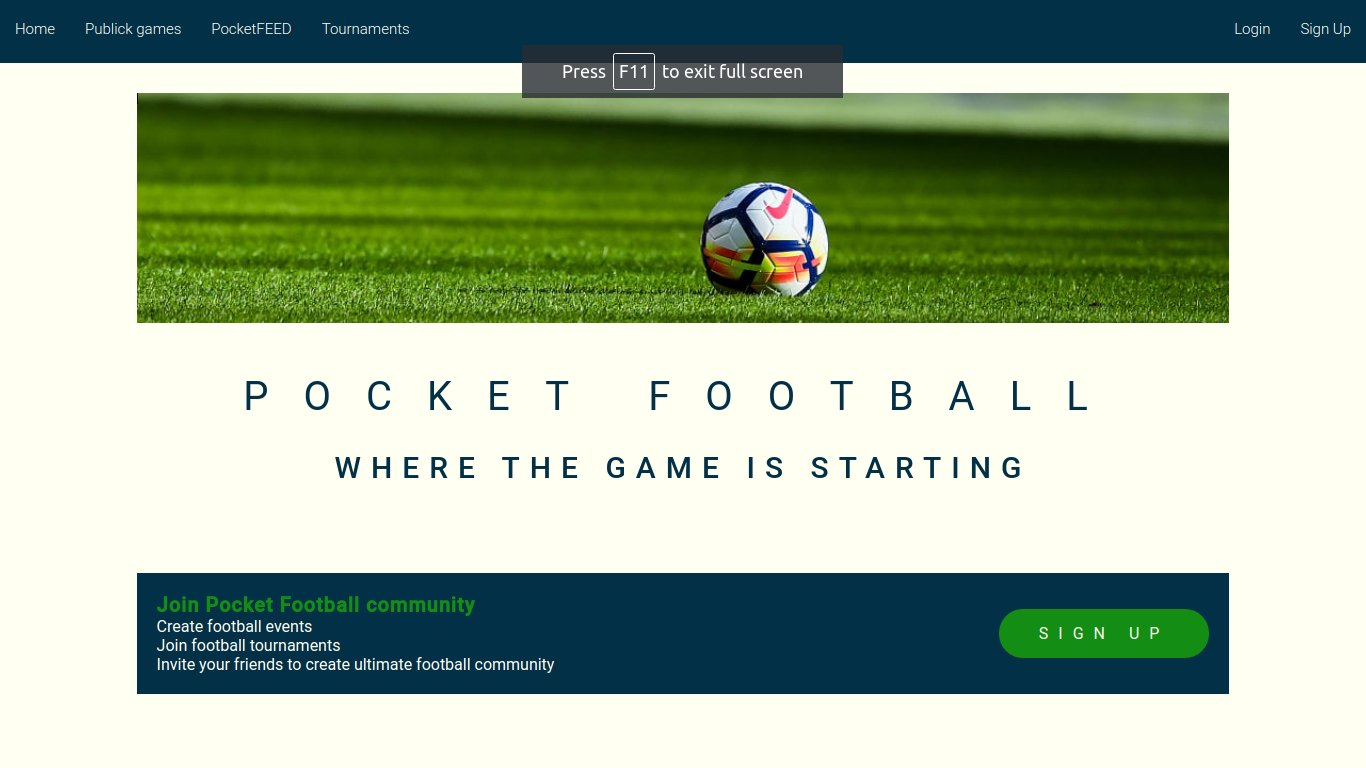 Home Publick games PocketFEED Tournaments Login Sign Up
Press F11 to exit full screen
POCKET FOOTBALL
WHERE THE GAME IS STARTING
Join Pocket Football community
Create football events
Join football tournaments
Invite your friends to create ultimate football community
SIGN UP